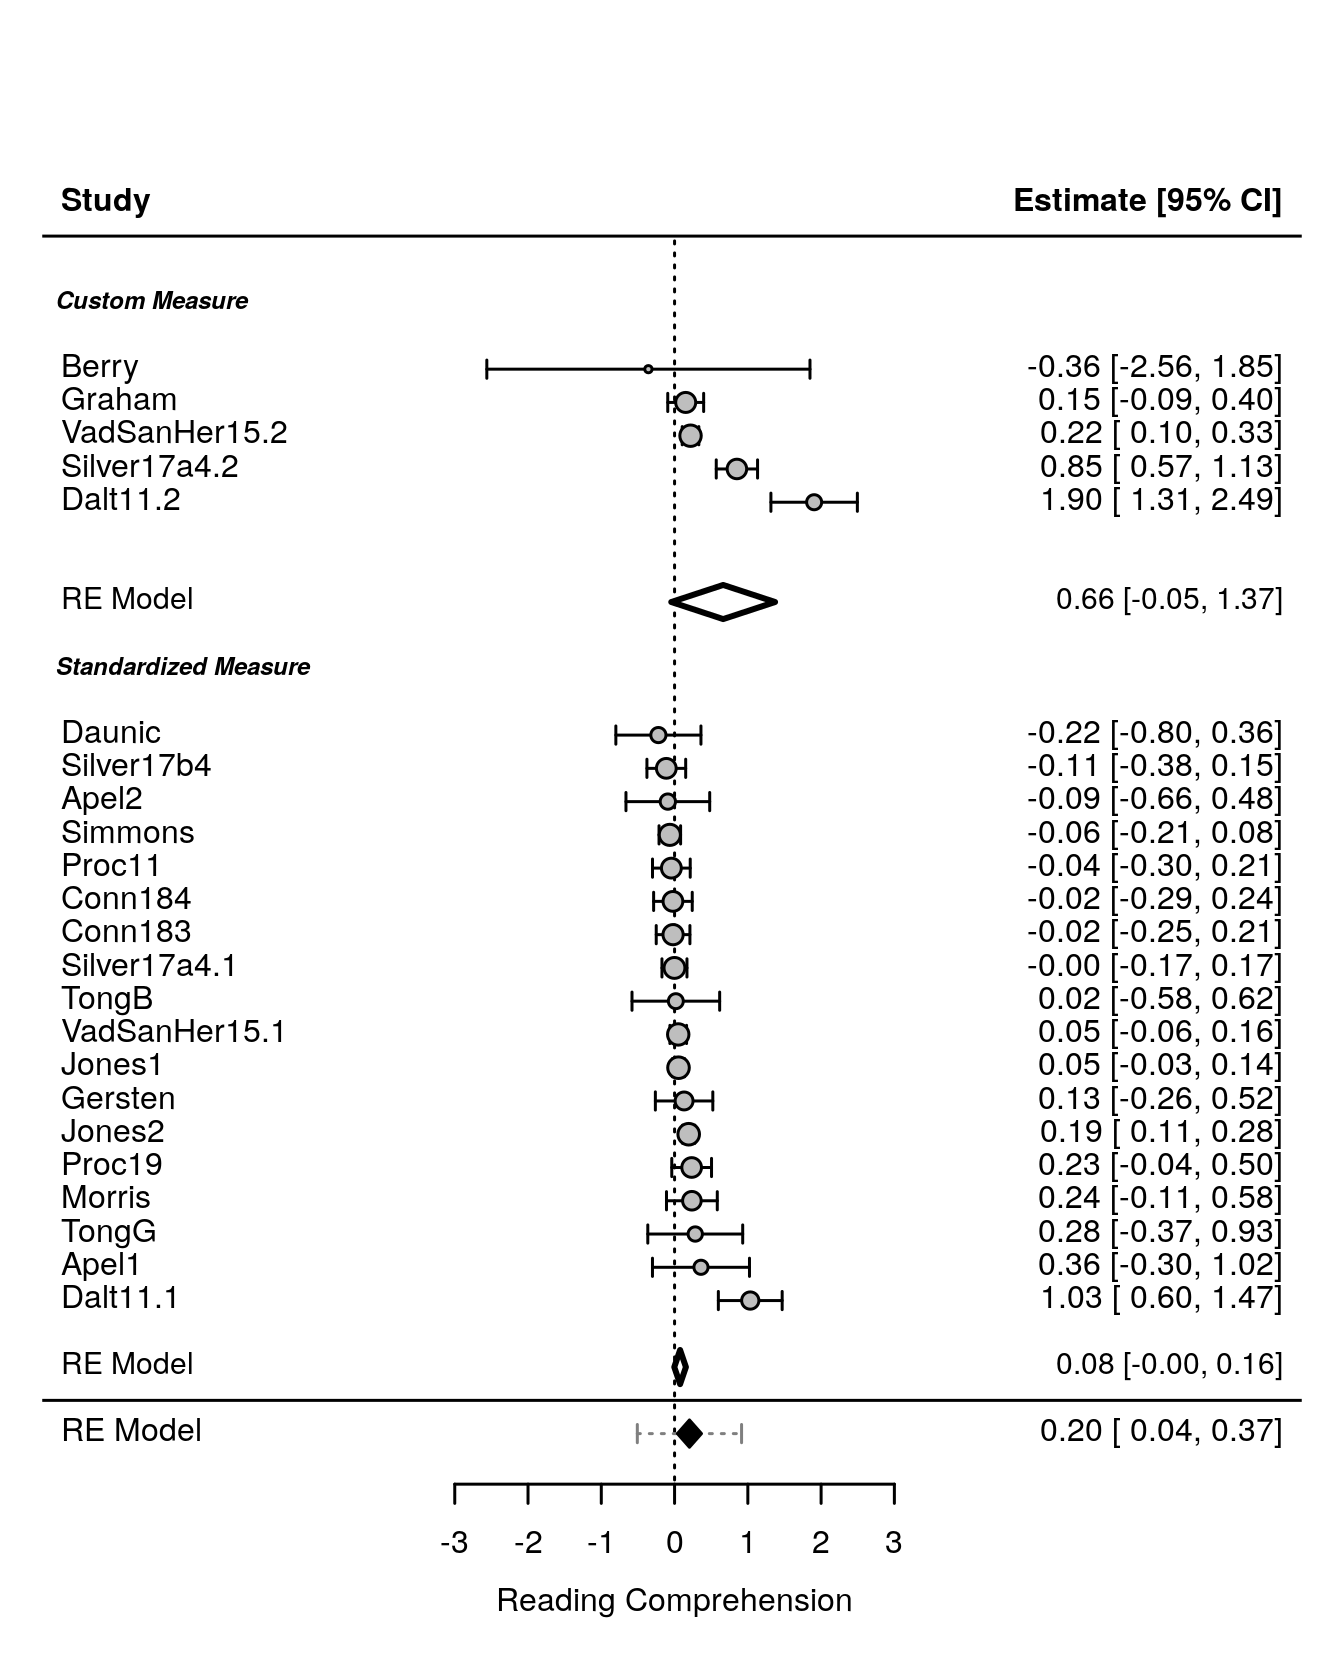 Study Estimate [95% CI]
Custom Measure
Berry -0.36 [-2.56, 1.85]
Graham 0.15 [-0.09, 0.40]
VadSanHer15.2 0.22 [ 0.10, 0.33]
Silver17a4.2 0.85 [ 0.57, 1.13]
Dalt11.2 1.90 [ 1.31, 2.49]
RE Model 0.66 [-0.05, 1.37]
Standardized Measure
Daunic -0.22 [-0.80, 0.36]
Silver17b4 -0.11 [-0.38, 0.15]
Apel2 -0.09 [-0.66, 0.48]
Simmons -0.06 [-0.21, 0.08]
Proc11 -0.04 [-0.30, 0.21]
Conn184 -0.02 [-0.29, 0.24]
Conn183 -0.02 [-0.25, 0.21]
Silver17a4.1 -0.00 [-0.17, 0.17]
TongB 0.02 [-0.58, 0.62]
VadSanHer15.1 0.05 [-0.06, 0.16]
Jones1 0.05 [-0.03, 0.14]
Gersten 0.13 [-0.26, 0.52]
Jones2 0.19 [ 0.11, 0.28]
Proc19 0.23 [-0.04, 0.50]
Morris 0.24 [-0.11, 0.58]
TongG 0.28 [-0.37, 0.93]
Apel1 0.36 [-0.30, 1.02]
Dalt11.1 1.03 [ 0.60, 1.47]
RE Model 0.08 [-0.00, 0.16]
RE Model 0.20 [ 0.04, 0.37]
-3 -2 -1 0 1 2 3
Reading Comprehension